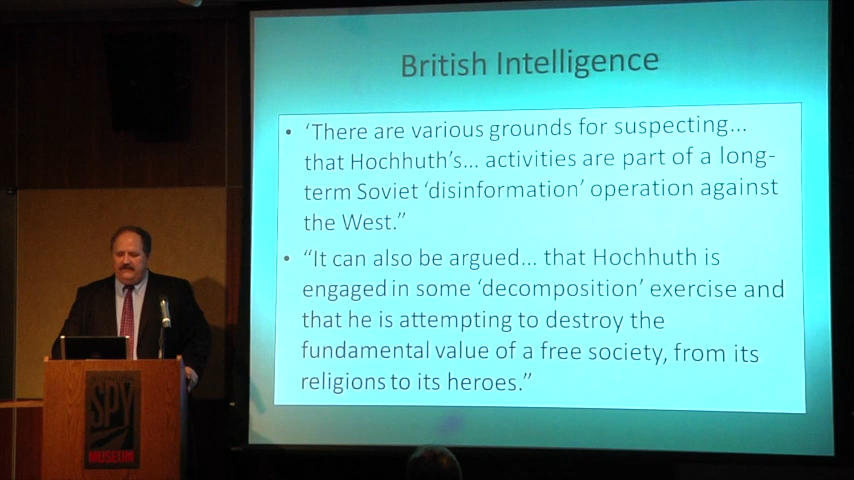 British Intelligence
• ‘There are various grounds for suspecting...
that Hochhuth’s... activities are part of a long-
term Soviet ‘disinformation’ operation against
the West.”
• “It can also be argued... that Hochhuth is
engaged in some ‘decomposition’ exercise and
that he is attempting to destroy the
fundamental value of a free society, from its
religions to its heroes.”
SPY
MUSEUM